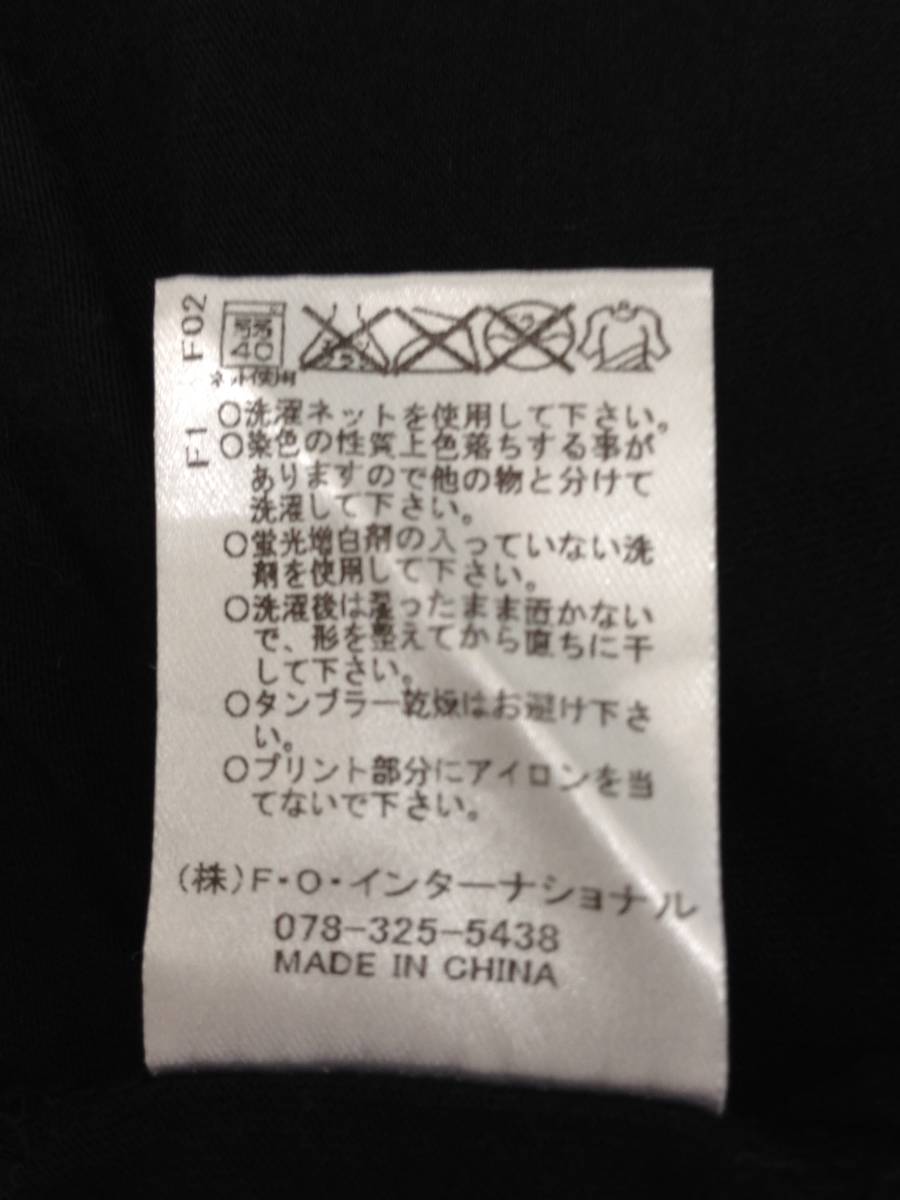 F1 F02
弱
40
ネット使用
○洗濯ネットを使用して下さい。
○染色の性質上色落ちする事が
ありますので他の物と分けて
洗濯して下さい。
○蛍光増白剤の入っていない洗
剤を使用して下さい。
○洗濯後は湿ったまま置かない
で、形を整えてから直ちに干
して下さい。
○タンブラー乾燥はお避け下さ
い。
○プリント部分にアイロンを当
てないで下さい。
(株)F・O・インターナショナル
078-325-5438
MADE IN CHINA